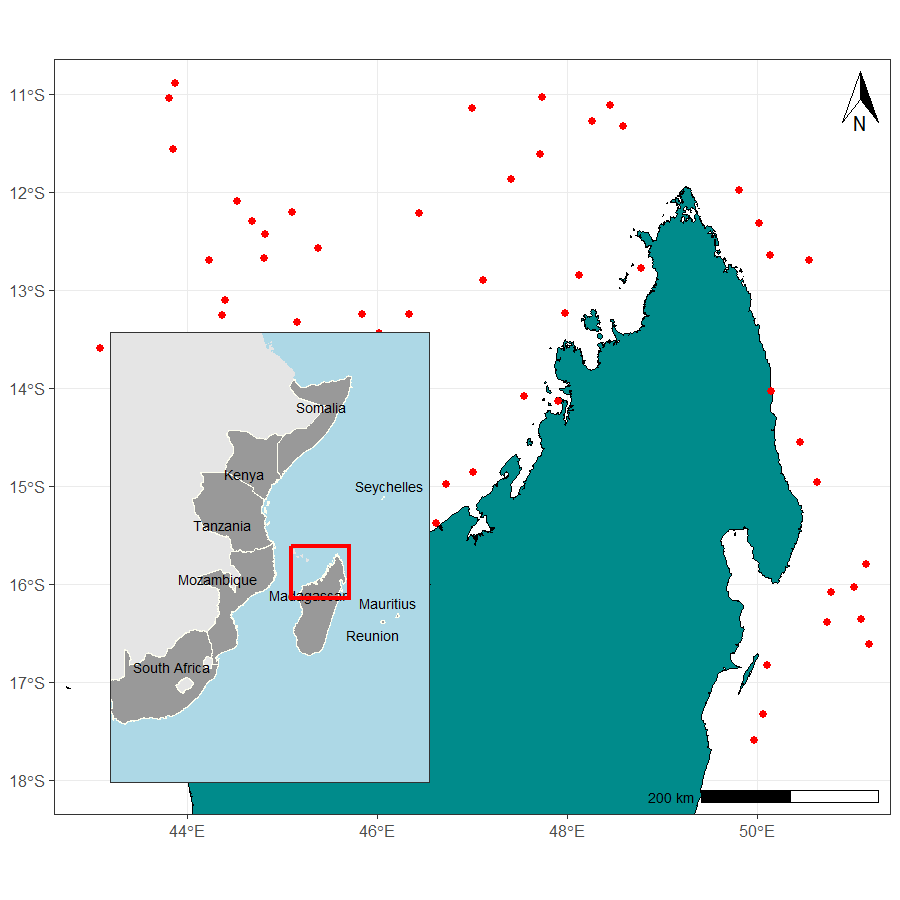 11°S
N
12°S
13°S
14°S
Somalia
Kenya
15°S
Seychelles
Tanzania
16°S
Mozambique
Madagascar
Mauritius
Reunion
South Africa
17°S
18°S
200 km
44°E
46°E
48°E
50°E